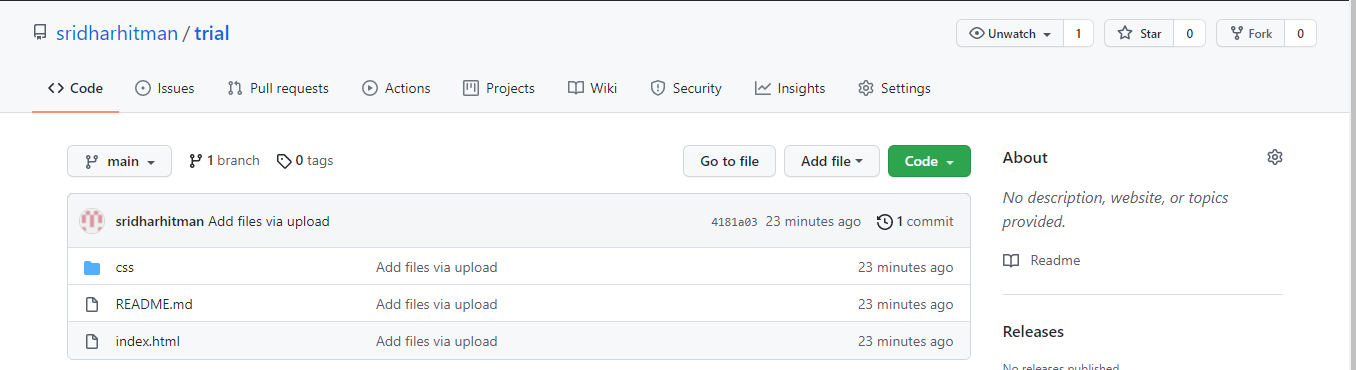 sridharhitman / trial
Unwatch 1 Star 0 Fork 0
Code Issues Pull requests Actions Projects Wiki Security Insights Settings
main 1 branch 0 tags Go to file Add file Code
About
sridharhitman Add files via upload 4181a03 23 minutes ago 1 commit
No description, website, or topics
provided.
css Add files via upload 23 minutes ago
Readme
README.md Add files via upload 23 minutes ago
index.html Add files via upload 23 minutes ago
Releases
No releases published